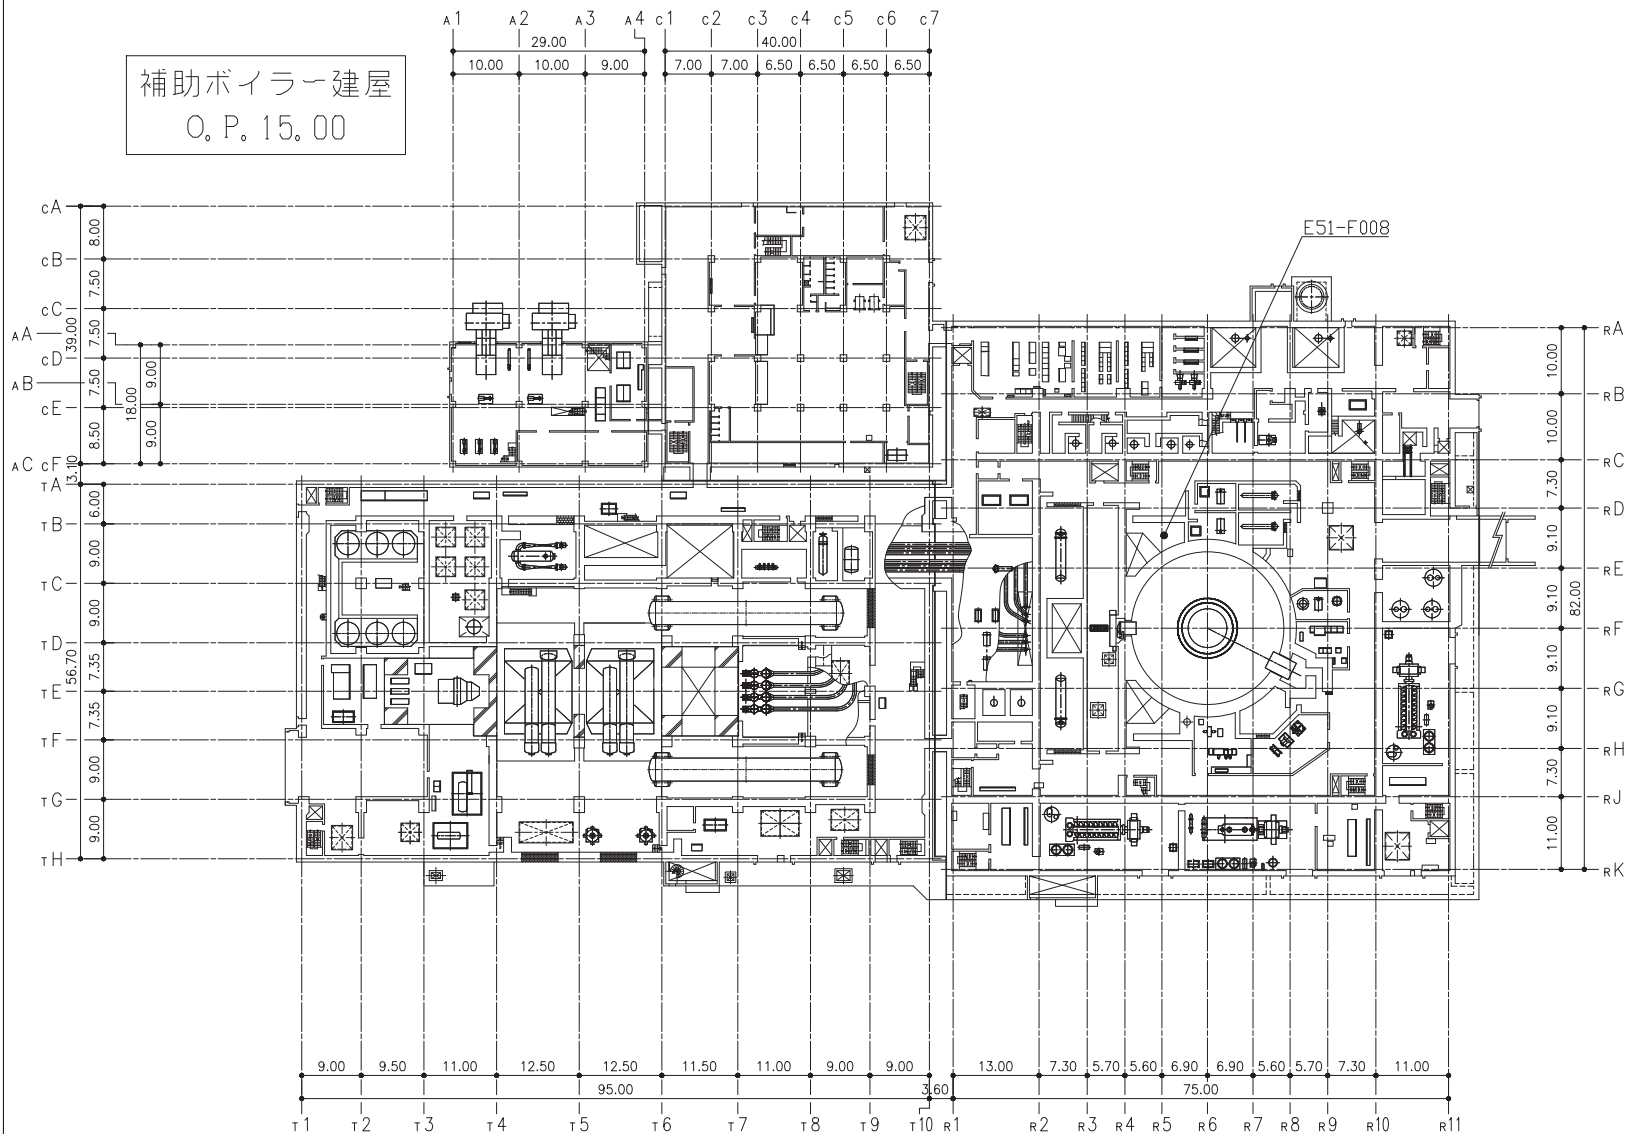 A1 A2 A3 A4 c1 c2 c3 c4 c5 c6 c7
29.00 40.00
10.00 10.00 9.00 7.00 7.00 6.50 6.50 6.50 6.50
補助ボイラー建屋
O.P.15.00
E51-F008
cA
8.00
cB
7.50
cC
AA
39.00
7.50
cD
7.50
AB
cE
8.50
AC cF
9.00
18.00
9.00
3.10
TA
6.00
TB
9.00
TC
9.00
TD
7.35
56.70
TE
7.35
TF
9.00
TG
9.00
TH
RA
10.00
RB
10.00
RC
7.30
RD
9.10
RE
9.10
82.00
RF
9.10
RG
9.10
RH
7.30
RJ
11.00
RK
9.00 9.50 11.00 12.50 12.50 11.50 11.00 9.00 9.00 13.00 7.30 5.70 5.60 6.90 6.90 5.60 5.70 7.30 11.00
95.00 3.60 75.00
T1 T2 T3 T4 T5 T6 T7 T8 T9 T10 R1 R2 R3 R4 R5 R6 R7 R8 R9 R10 R11